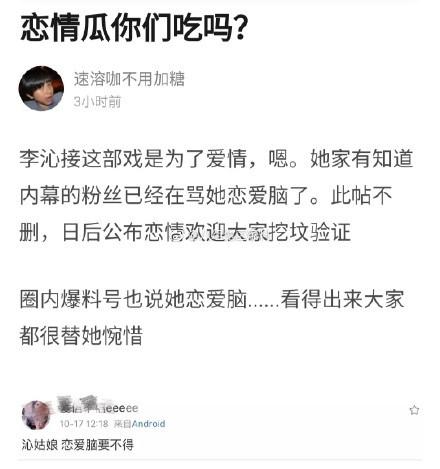 恋情瓜你们吃吗？
速溶咖不用加糖
3小时前
李沁接这部戏是为了爱情，嗯。她家有知道
内幕的粉丝已经在骂她恋爱脑了。此帖不
删，日后公布恋情欢迎大家挖坟验证
圈内爆料号也说她恋爱脑......看得出来大家
都很替她惋惜
eeeee
10-17 12:18 来自Android
沁姑娘 恋爱脑要不得